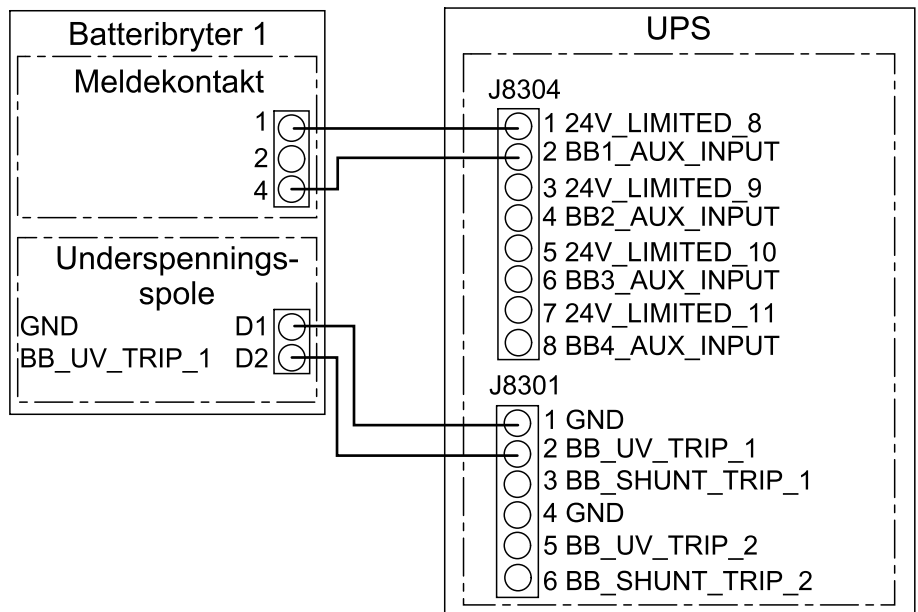 Batteribryter 1
Meldekontakt
1
2
4
Underspennings-
spole
GND D1
BB_UV_TRIP_1 D2
UPS
J8304
1 24V_LIMITED_8
2 BB1_AUX_INPUT
3 24V_LIMITED_9
4 BB2_AUX_INPUT
5 24V_LIMITED_10
6 BB3_AUX_INPUT
7 24V_LIMITED_11
8 BB4_AUX_INPUT
J8301
1 GND
2 BB_UV_TRIP_1
3 BB_SHUNT_TRIP_1
4 GND
5 BB_UV_TRIP_2
6 BB_SHUNT_TRIP_2